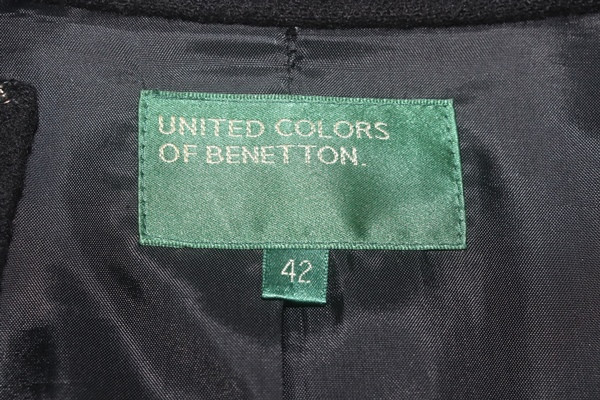 UNITED COLORS
OF BENETTON.
42